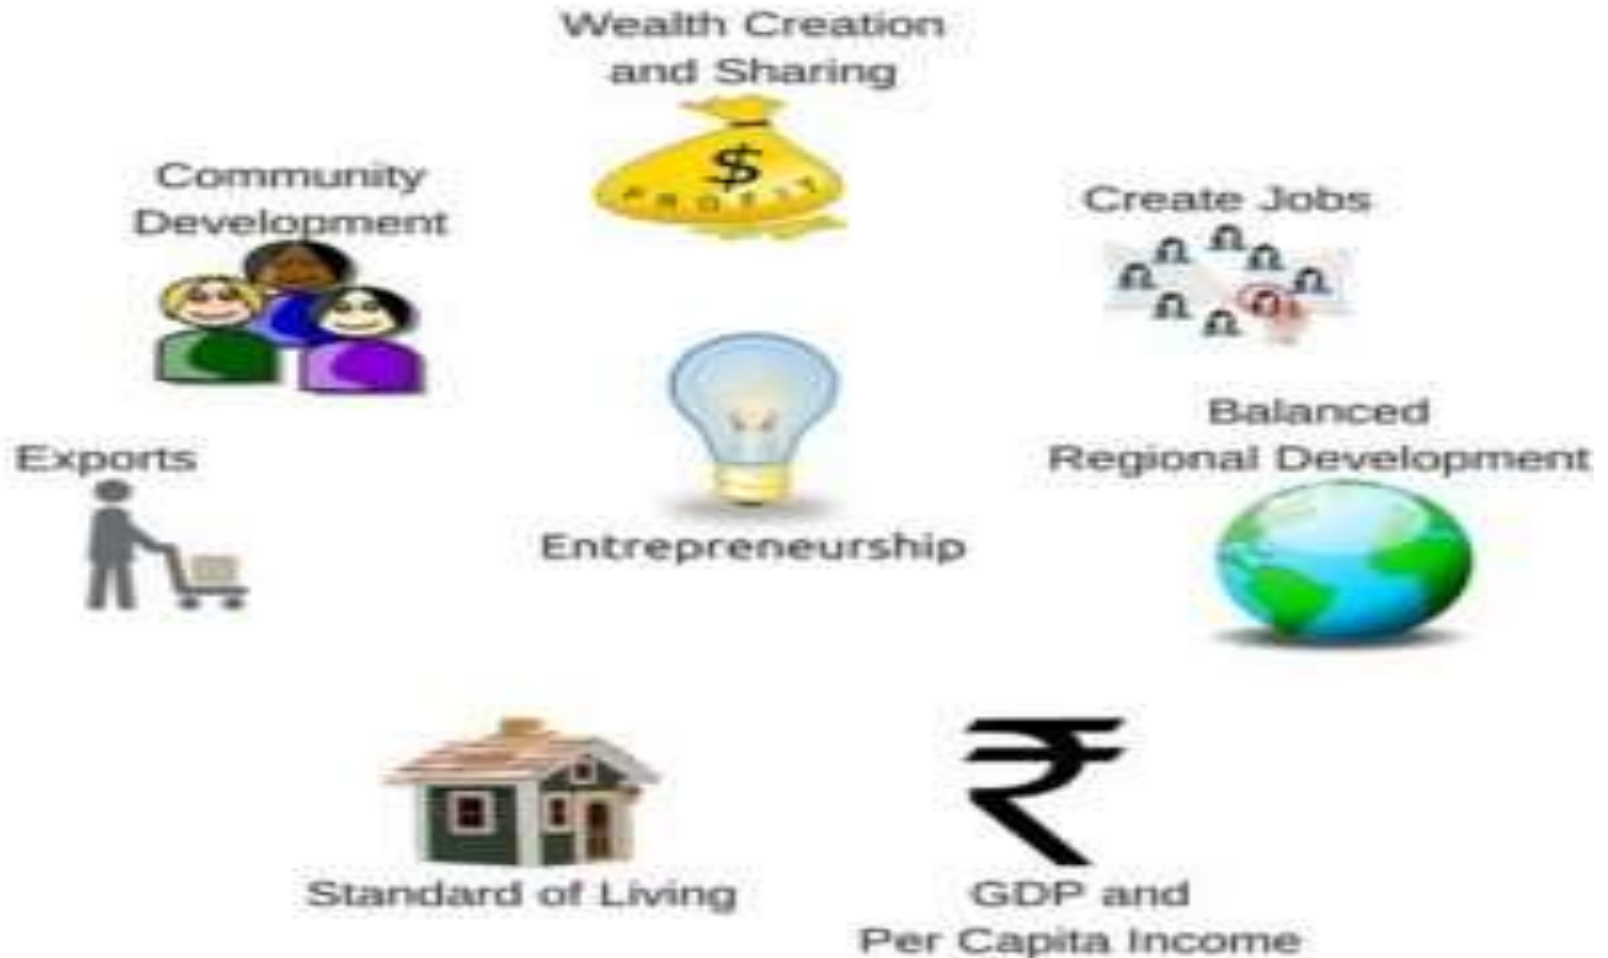 Wealth Creation
and Sharing
$
PROFIT
Community
Development
Create Jobs
Balanced
Regional Development
Exports
Entrepreneurship
₹
Standard of Living
GDP and
Per Capita Income